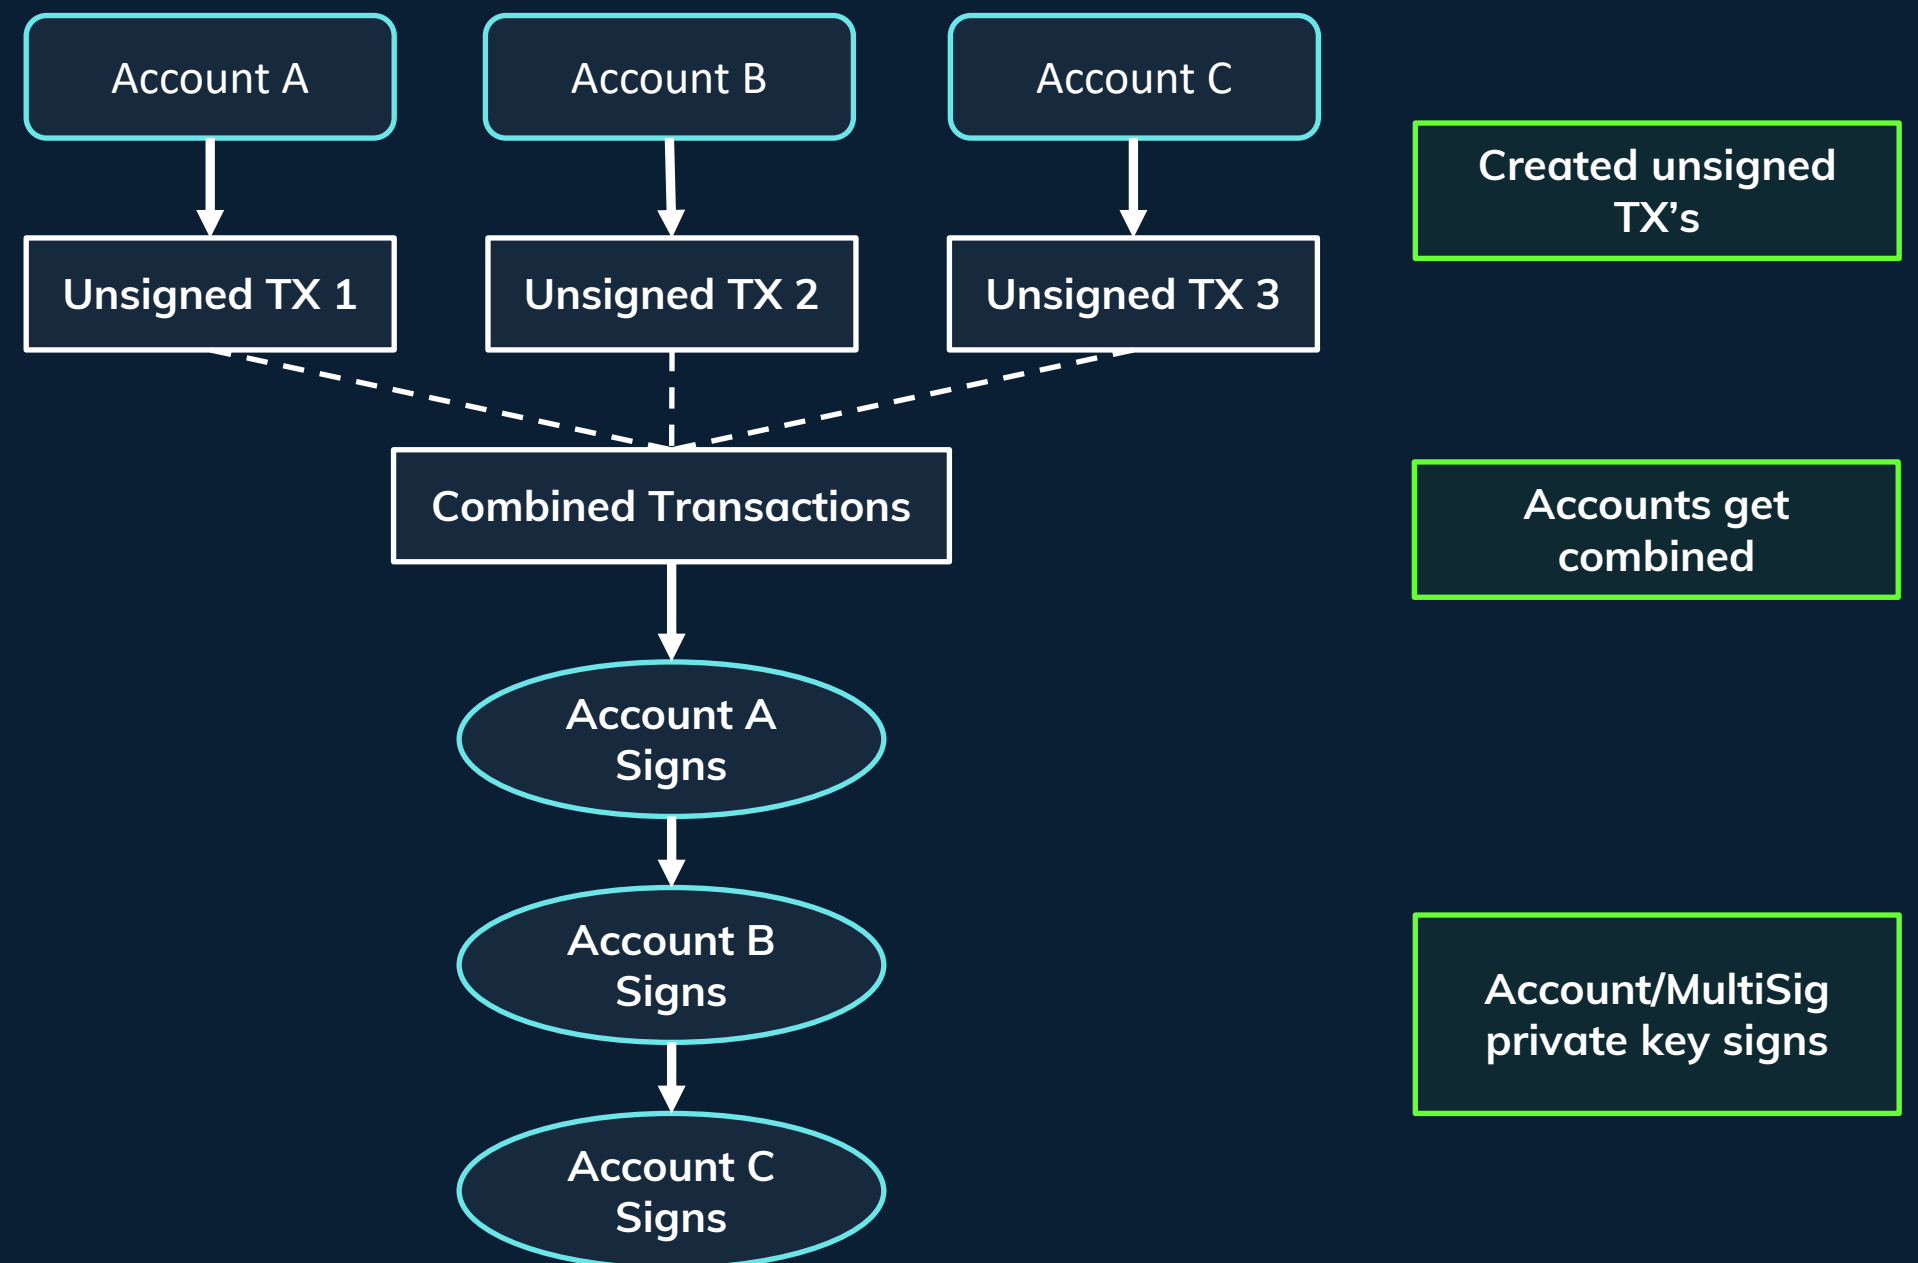 Account A
Account B
Account C
Created unsigned
TX’s
Unsigned TX 1
Unsigned TX 2
Unsigned TX 3
Combined Transactions
Accounts get
combined
Account A
Signs
Account B
Signs
Account/MultiSig
private key signs
Account C
Signs